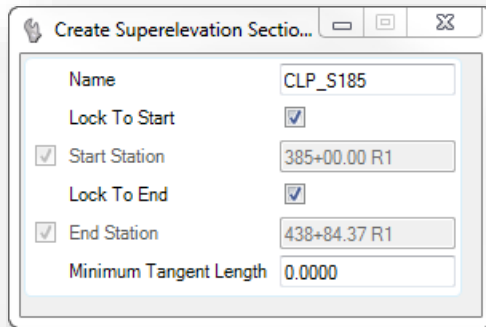 Create Superelevation Sectio...
Name CLP_S185
Lock To Start
Start Station 385+00.00 R1
Lock To End
End Station 438+84.37 R1
Minimum Tangent Length 0.0000